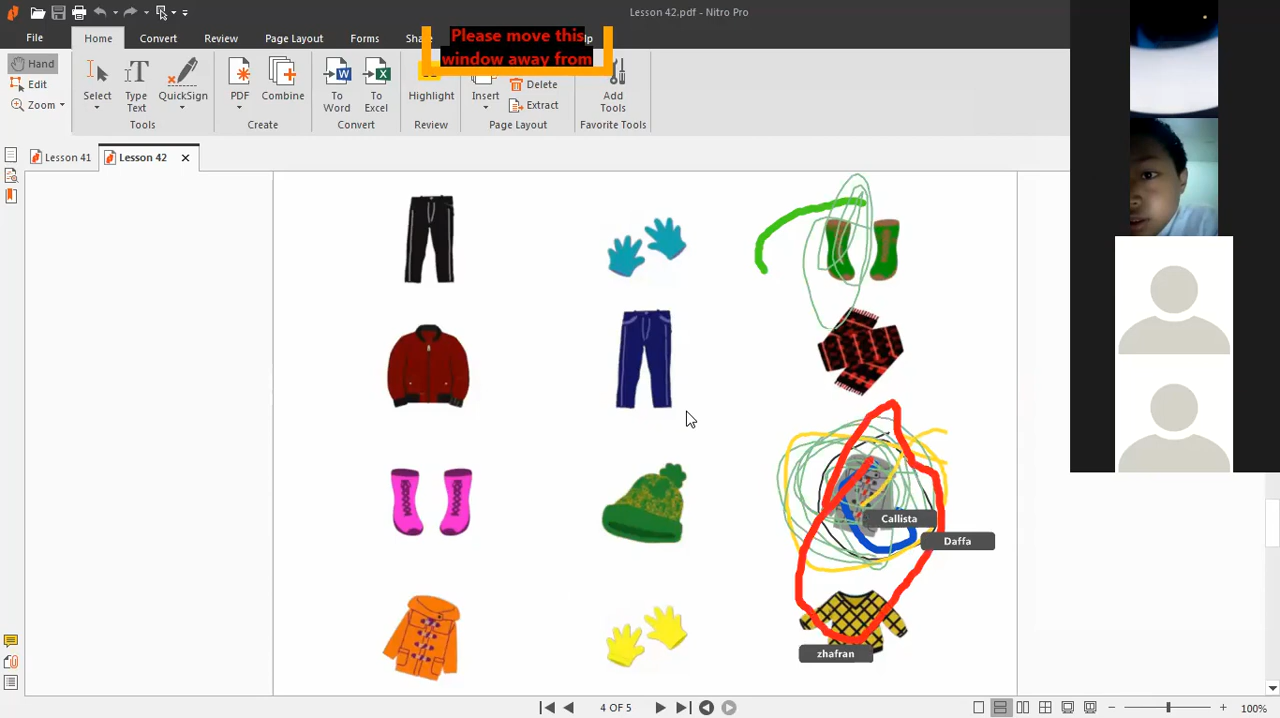 Lesson 42.pdf - Nitro Pro
File
Home
Convert
Review
Page Layout
Forms
Please move this
window away from
Hand
Edit
Zoom
Select
Type
Text
QuickSign
Tools
PDF
Combine
Create
To
Word
To
Excel
Convert
Highlight
Review
Insert
Delete
Extract
Page Layout
Add
Tools
Favorite Tools
Lesson 41
Lesson 42
Callista
Daffa
zhafran
4 OF 5
100%